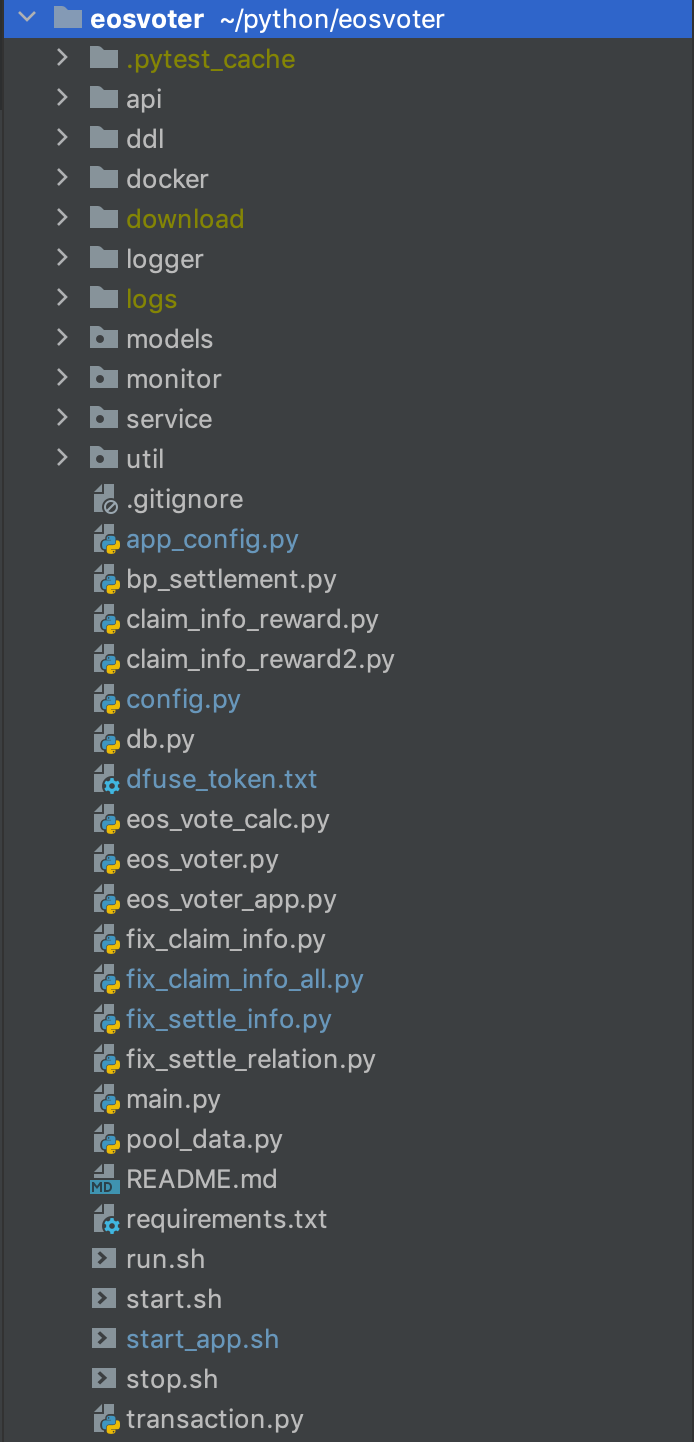 eosvoter ~/python/eosvoter
.pytest_cache
api
ddl
docker
download
logger
logs
models
monitor
service
util
.gitignore
app_config.py
bp_settlement.py
claim_info_reward.py
claim_info_reward2.py
config.py
db.py
dfuse_token.txt
eos_vote_calc.py
eos_voter.py
eos_voter_app.py
fix_claim_info.py
fix_claim_info_all.py
fix_settle_info.py
fix_settle_relation.py
main.py
pool_data.py
MD README.md
requirements.txt
run.sh
start.sh
start_app.sh
stop.sh
transaction.py